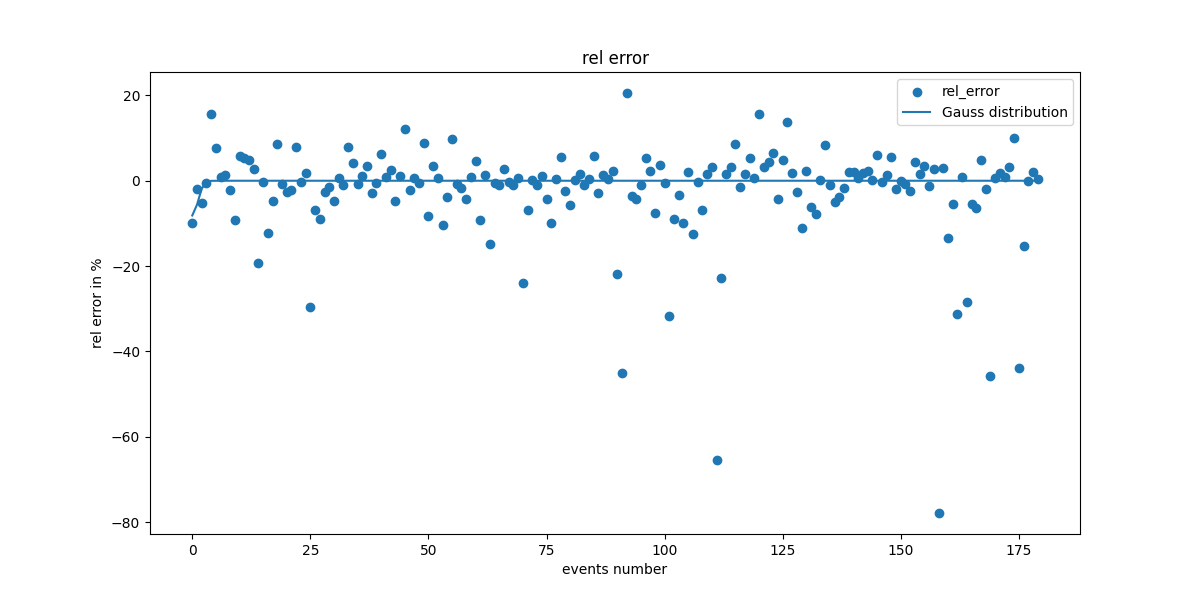 rel error
rel_error
Gauss distribution
rel error in %
20
0
−20
−40
−60
−80
0 25 50 75 100 125 150 175
events number